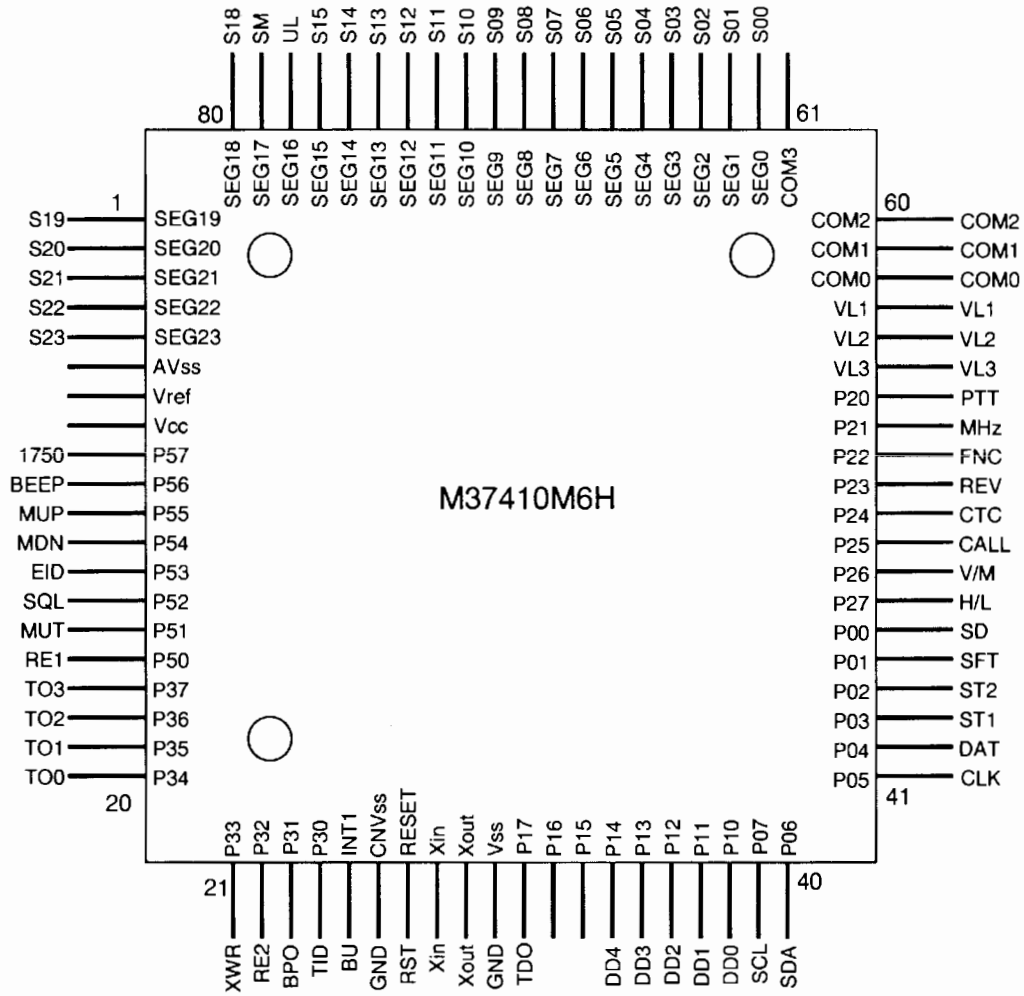 S18 SM UL S15 S14 S13 S12 S11 S10 S09 S08 S07 S06 S05 S04 S03 S02 S01 S00
80 61
SEG18 SEG17 SEG16 SEG15 SEG14 SEG13 SEG12 SEG11 SEG10 SEG9 SEG8 SEG7 SEG6 SEG5 SEG4 SEG3 SEG2 SEG1 SEG0 COM3
1 60
S19 SEG19 COM2 COM2
S20 SEG20 COM1 COM1
S21 SEG21 COM0 COM0
S22 SEG22 VL1 VL1
S23 SEG23 VL2 VL2
AVss VL3 VL3
Vref P20 PTT
Vcc P21 MHz
1750 P57 P22 FNC
BEEP P56 P23 REV
M37410M6H
MUP P55 P24 CTC
MDN P54 P25 CALL
EID P53 P26 V/M
SQL P52 P27 H/L
MUT P51 P00 SD
RE1 P50 P01 SFT
TO3 P37 P02 ST2
TO2 P36 P03 ST1
TO1 P35 P04 DAT
TO0 P34 P05 CLK
20 41
P33 P32 P31 P30 INT1 CNVss RESET Xin Xout Vss P17 P16 P15 P14 P13 P12 P11 P10 P07 P06
21 40
XWR RE2 BPO TID BU GND RST Xin Xout GND TDO DD4 DD3 DD2 DD1 DD0 SCL SDA